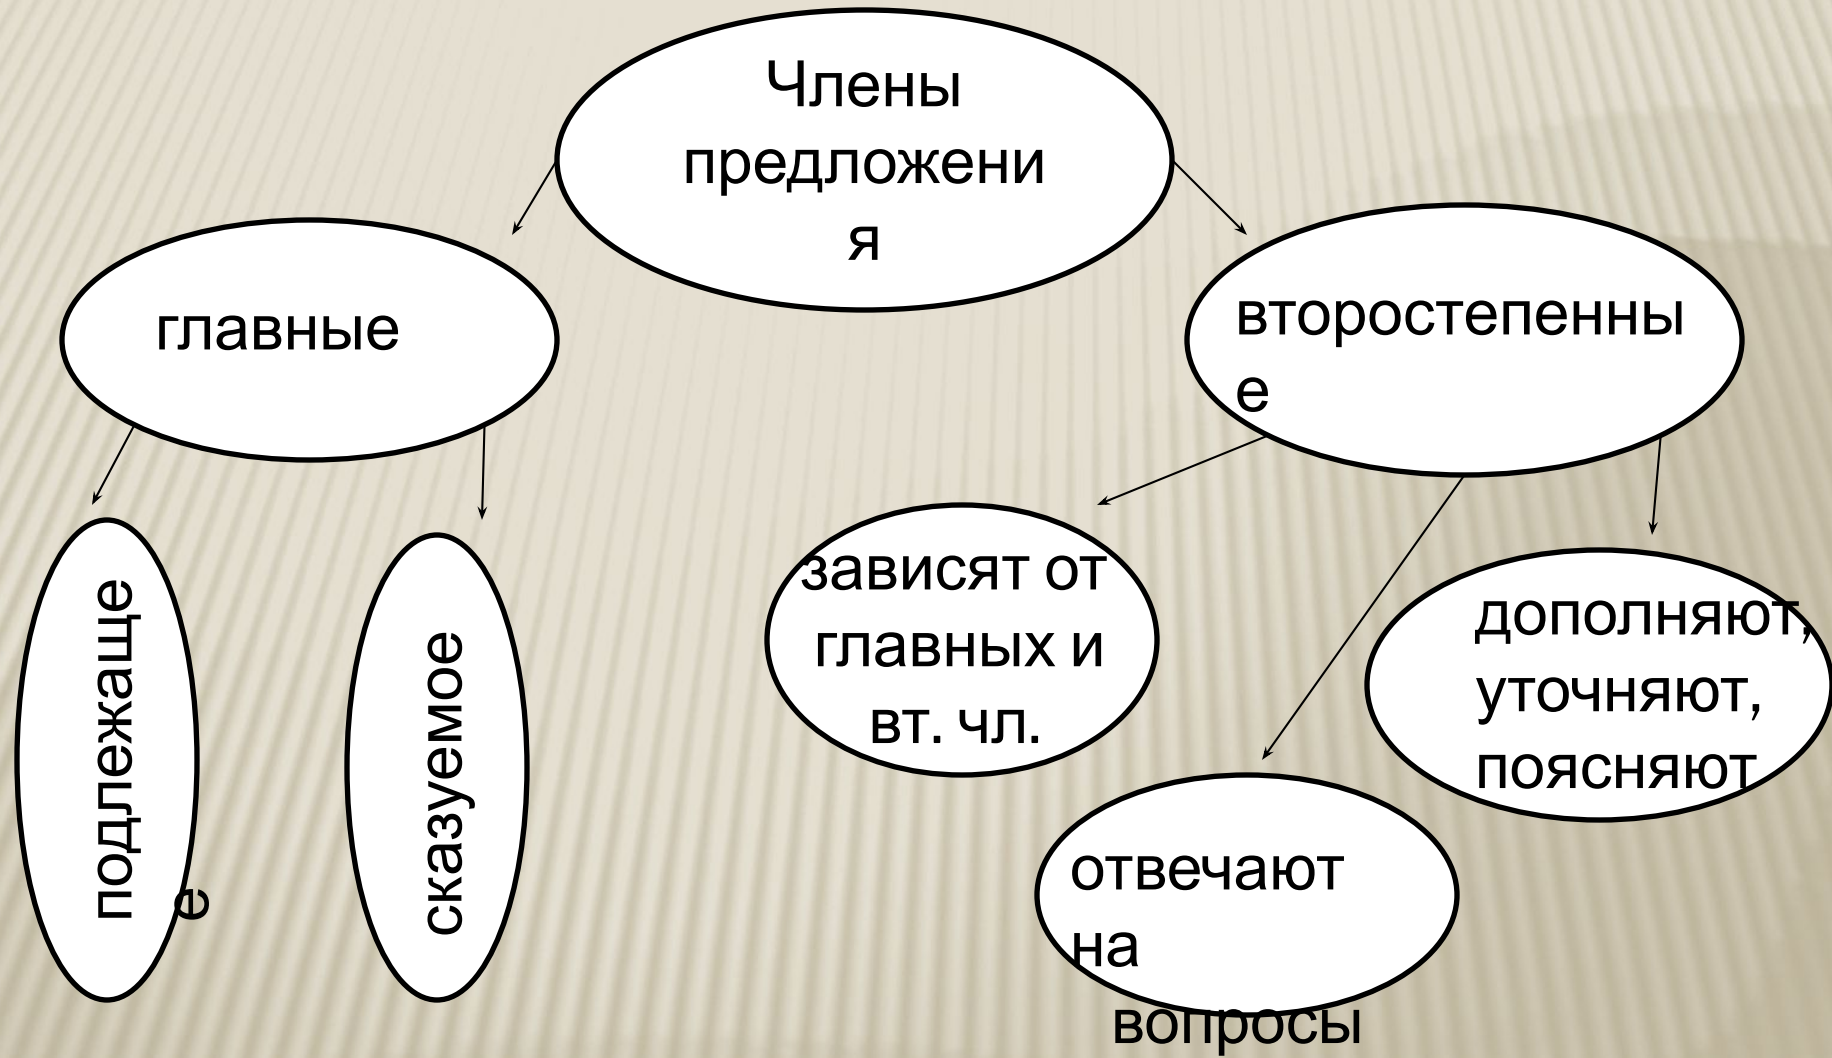 Члены
предложени
я
главные
второстепенны
е
подлежаще
е
сказуемое
зависят от
главных и
вт. чл.
отвечают
на
вопросы
дополняют,
уточняют,
поясняют